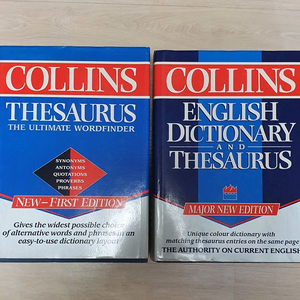 COLLINS
THESAURUS
THE ULTIMATE WORDFINDER
SYNONYMS
ANTONYMS
QUOTATIONS
PROVERBS
PHRASES
NEW-FIRST EDITION
Gives the widest possible choice
of alternative words and phrases in an
easy-to-use dictionary layout
COLLINS
ENGLISH
DICTIONARY
AND
THESAURUS
MAJOR NEW EDITION
Unique colour dictionary with
matching thesaurus entries on the same page
THE AUTHORITY ON CURRENT ENGLISH